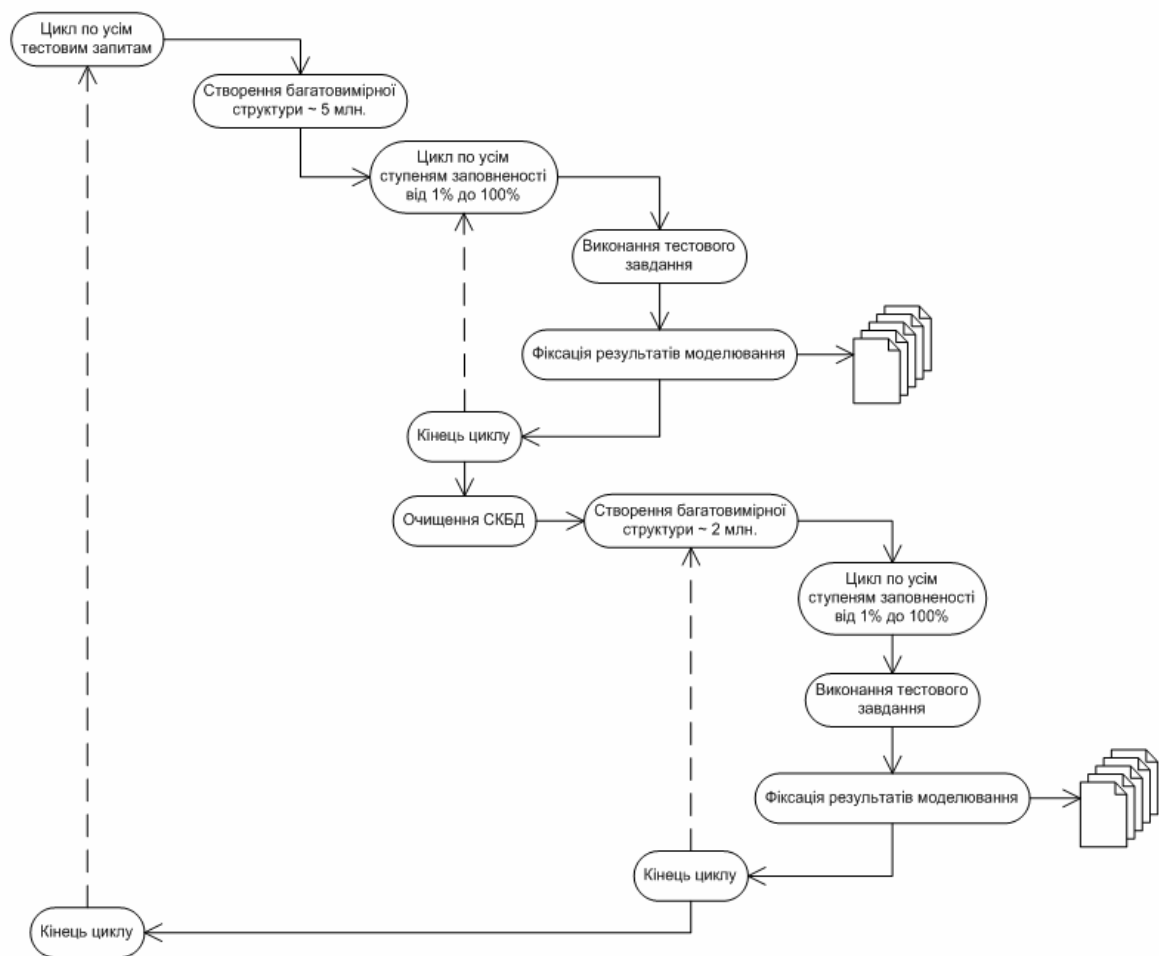 Цикл по усім
тестовим запитам
Створення багатовимірної
структури ~ 5 млн.
Цикл по усім
ступеням заповненості
від 1% до 100%
Виконання тестового
завдання
Фіксація результатів моделювання
Кінець циклу
Очищення СКБД
Створення багатовимірної
структури ~ 2 млн.
Цикл по усім
ступеням заповненості
від 1% до 100%
Виконання тестового
завдання
Фіксація результатів моделювання
Кінець циклу
Кінець циклу